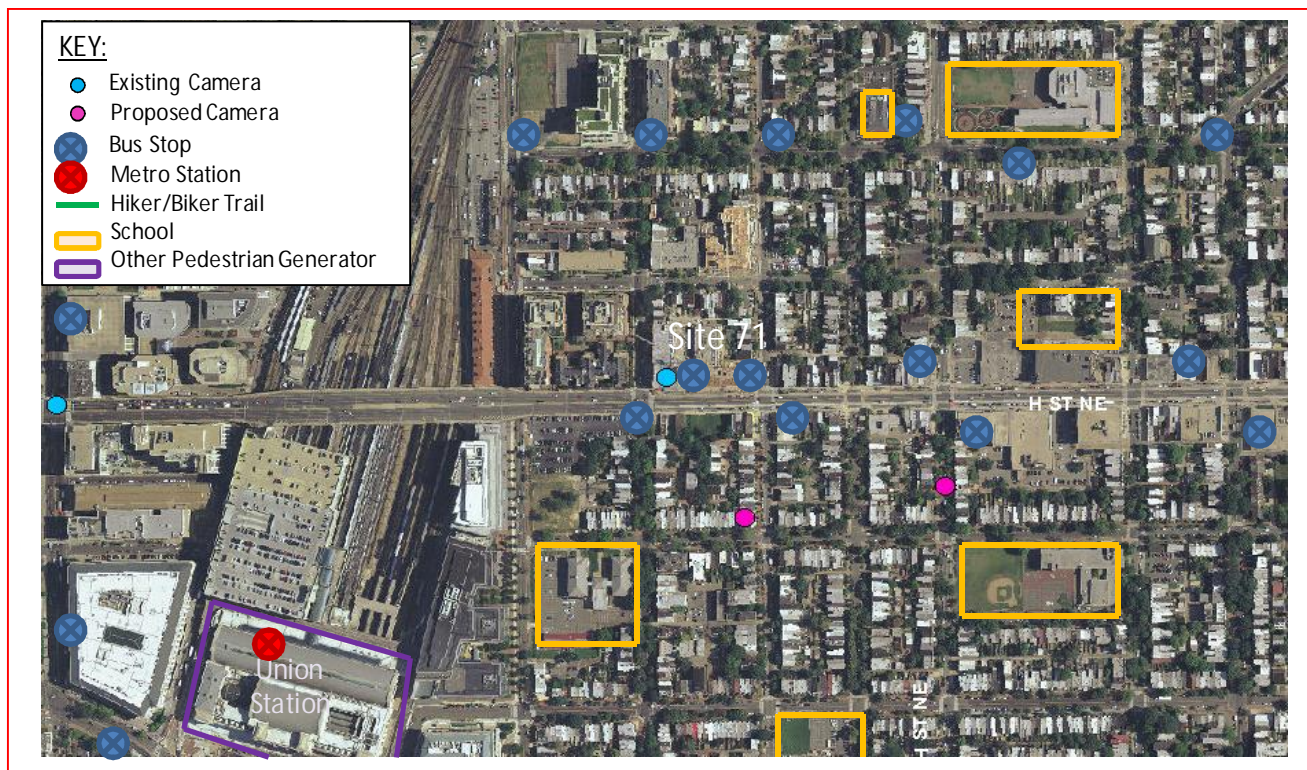 KEY:
Existing Camera
Proposed Camera
Bus Stop
Metro Station
Hiker/Biker Trail
School
Other Pedestrian Generator
Site 71
H ST NE
Union
Station
H ST NE